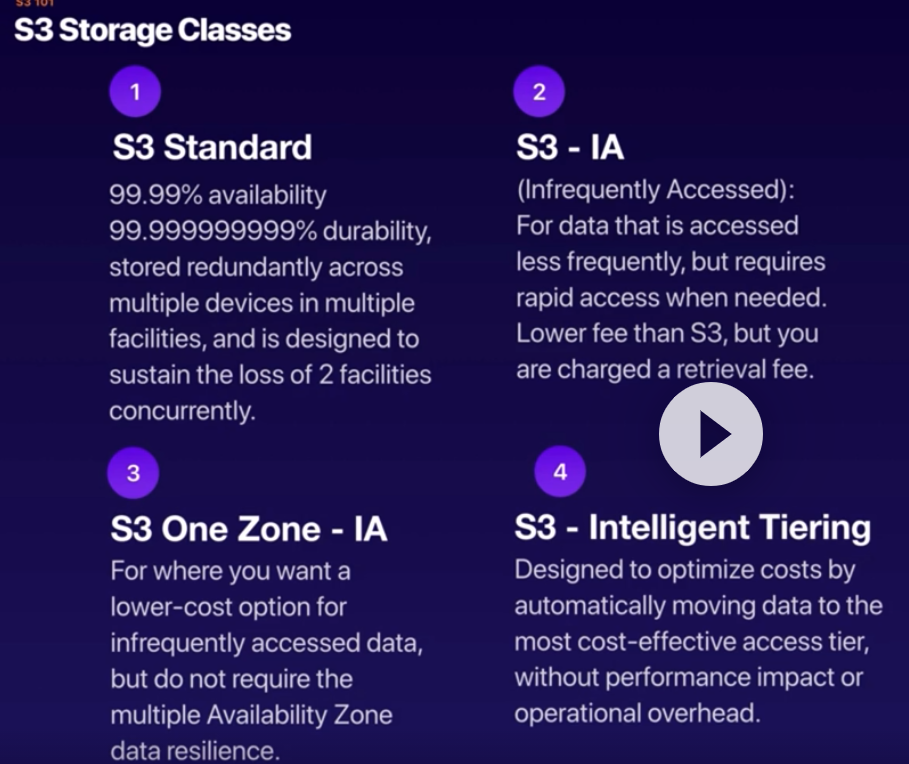 S3 101
S3 Storage Classes
1
S3 Standard
99.99% availability
99.999999999% durability,
stored redundantly across
multiple devices in multiple
facilities, and is designed to
sustain the loss of 2 facilities
concurrently.
2
S3 - IA
(Infrequently Accessed):
For data that is accessed
less frequently, but requires
rapid access when needed.
Lower fee than S3, but you
are charged a retrieval fee.
3
S3 One Zone - IA
For where you want a
lower-cost option for
infrequently accessed data,
but do not require the
multiple Availability Zone
data resilience.
4
S3 - Intelligent Tiering
Designed to optimize costs by
automatically moving data to the
most cost-effective access tier,
without performance impact or
operational overhead.